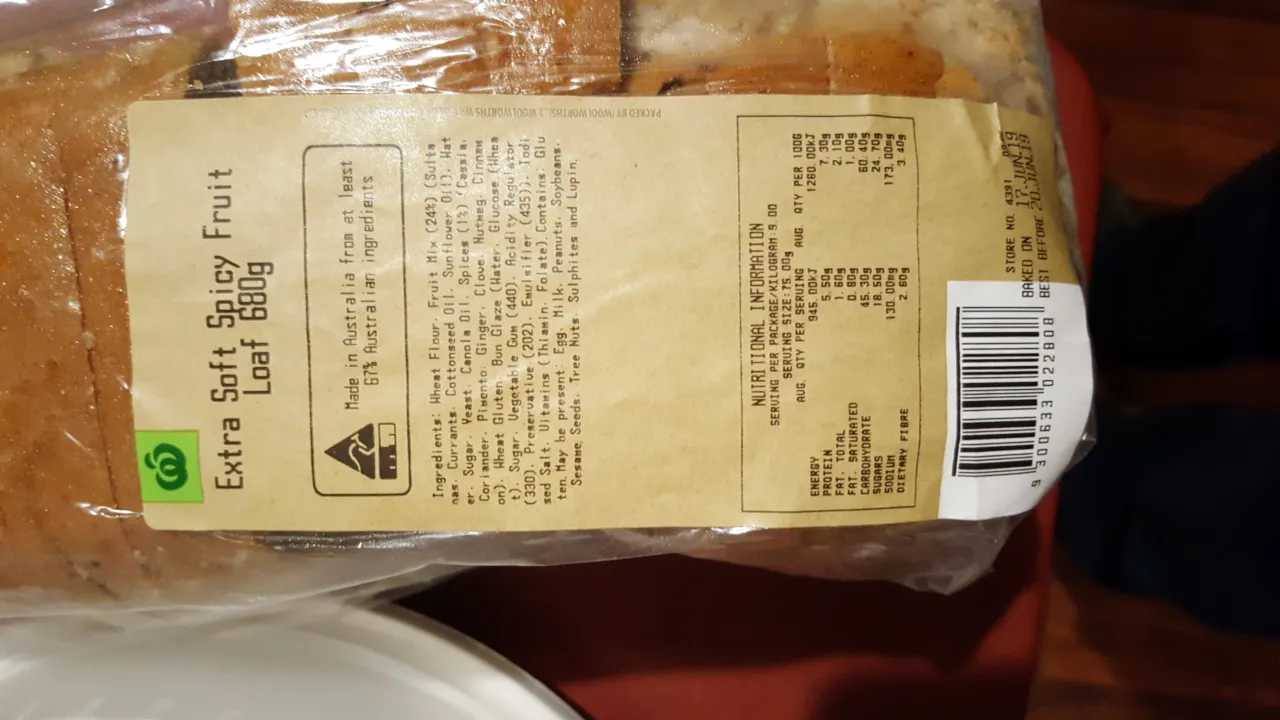 Extra Soft Spicy Fruit
Loaf 680g
Made in Australia from at least
67% Australian ingredients
Ingredients: Wheat Flour. Fruit Mix (24%) (Sulta
nas. Currants. Cottonseed Oil. Sunflower Oil). Wat
er. Sugar. Yeast. Canola Oil. Spices (1%) (Cassia.
Coriander. Pimento. Ginger. Clove. Nutmeg. Cinnam
on). Wheat Gluten. Bun Glaze (Water. Glucose (Whea
t). Sugar. Vegetable Gum (440). Acidity Regulator
(330). Preservative (202). Emulsifier (435)). Iodi
sed Salt. Vitamins (Thiamin. Folate). Contains: Glu
ten. May be present: Egg. Milk. Peanuts. Soybeans.
Sesame Seeds. Tree Nuts. Sulphites and Lupin.
PACKED BY WOOLWORTHS
NUTRITIONAL INFORMATION
SERVING PER PACKAGE/KILOGRAM:9.00
SERVING SIZE:75.00g
AVG. QTY PER SERVING AVG. QTY PER 100G
ENERGY 945.00kJ 1260.00kJ
PROTEIN 5.50g 7.30g
FAT. TOTAL 1.60g 2.10g
FAT. SATURATED 0.80g 1.00g
CARBOHYDRATE 45.30g 60.40g
SUGARS 18.50g 24.70g
SODIUM 130.00mg 173.00mg
DIETARY FIBRE 2.60g 3.40g
STORE NO. 4391
BAKED ON 17.JUN.19
BEST BEFORE 20.JUN.19
9 300633 022808